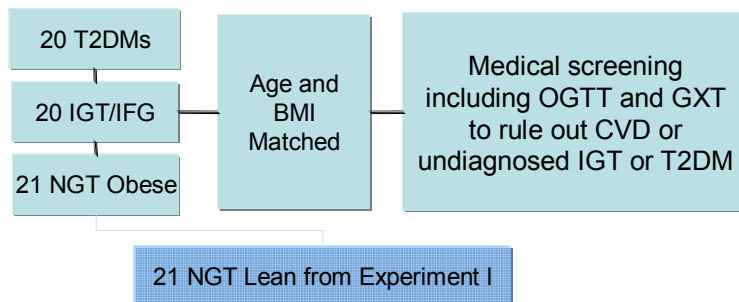 20 T2DMs
20 IGT/IFG
21 NGT Obese
Age and
BMI
Matched
Medical screening
including OGTT and GXT
to rule out CVD or
undiagnosed IGT or T2DM
21 NGT Lean from Experiment I